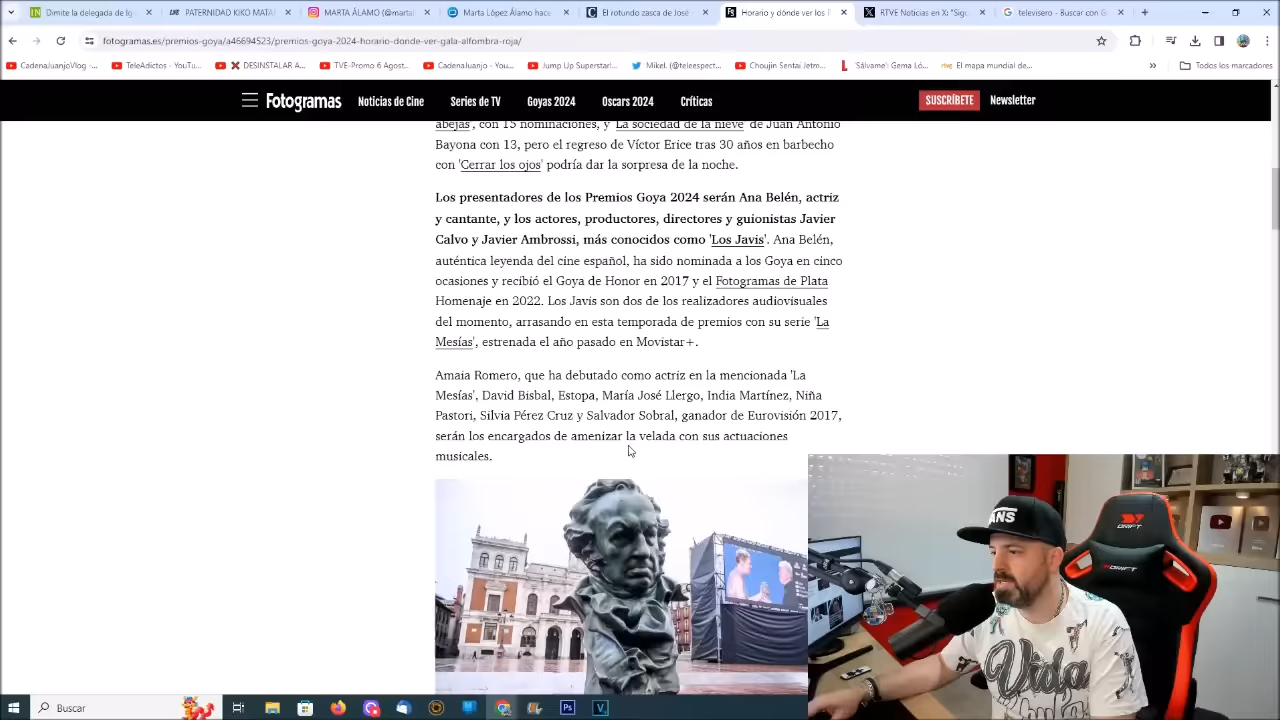 Dimite la delegada de Ig
PATERNIDAD KIKO MATA
MARTA ÁLAMO (@martal
Marta López Álamo hace
El rotundo zasca de José
Horario y dónde ver los
RTVE Noticias en X: "Sigu
televisero - Buscar con G
fotogramas.es/premios-goya/a46694523/premios-goya-2024-horario-donde-ver-gala-alfombra-roja/
CadenaJuanjoVlog -...
TeleAdictos - YouT...
DESINSTALAR A...
TVE-Promo 6 Agost...
CadenaJuanjo - You...
Jump Up Superstar!...
Mikel. (@teleespect...
Choujin Sentai Jetm...
'Sálvame': Gema Ló...
rtve El mapa mundial de...
»
Todos los marcadores
Fotogramas
Noticias de Cine
Series de TV
Goyas 2024
Oscars 2024
Críticas
SUSCRÍBETE
Newsletter
abejas', con 15 nominaciones, y 'La sociedad de la nieve' de Juan Antonio
Bayona con 13, pero el regreso de Víctor Erice tras 30 años en barbecho
con 'Cerrar los ojos' podría dar la sorpresa de la noche.
Los presentadores de los Premios Goya 2024 serán Ana Belén, actriz
y cantante, y los actores, productores, directores y guionistas Javier
Calvo y Javier Ambrossi, más conocidos como 'Los Javis'. Ana Belén,
auténtica leyenda del cine español, ha sido nominada a los Goya en cinco
ocasiones y recibió el Goya de Honor en 2017 y el Fotogramas de Plata
Homenaje en 2022. Los Javis son dos de los realizadores audiovisuales
del momento, arrasando en esta temporada de premios con su serie 'La
Mesías', estrenada el año pasado en Movistar+.
Amaia Romero, que ha debutado como actriz en la mencionada 'La
Mesías', David Bisbal, Estopa, María José Llergo, India Martínez, Niña
Pastori, Silvia Pérez Cruz y Salvador Sobral, ganador de Eurovisión 2017,
serán los encargados de amenizar la velada con sus actuaciones
musicales.
VANS
DRIFT
DRIFT
Vida
Buscar
Ps
V